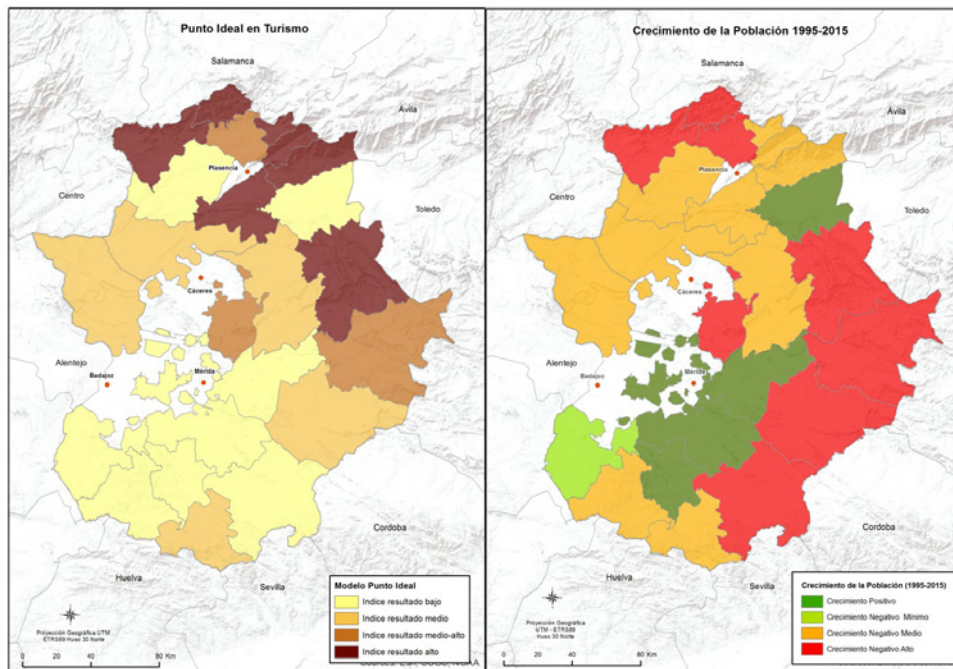 Punto Ideal en Turismo
Salamanca
Ávila
Plasencia
Centro
Toledo
Cáceres
Alentejo
Badajoz
Mérida
Cordoba
Huelva
Sevilla
Proyección Geográfica UTM
ETRS89 Huso 30 Norte
0 20 40 80 Km
Modelo Punto Ideal
Indice resultado bajo
Indice resultado medio
Indice resultado medio-alto
Indice resultado alto
Crecimiento de la Población 1995-2015
Salamanca
Ávila
Plasencia
Centro
Toledo
Cáceres
Alentejo
Badajoz
Mérida
Cordoba
Huelva
Sevilla
Proyección Geográfica
UTM - ETRS89
Huso 30 Norte
0 20 40 80 Km
Crecimiento de la Población (1995-2015)
Crecimiento Positivo
Crecimiento Negativo Mínimo
Crecimiento Negativo Medio
Crecimiento Negativo Alto